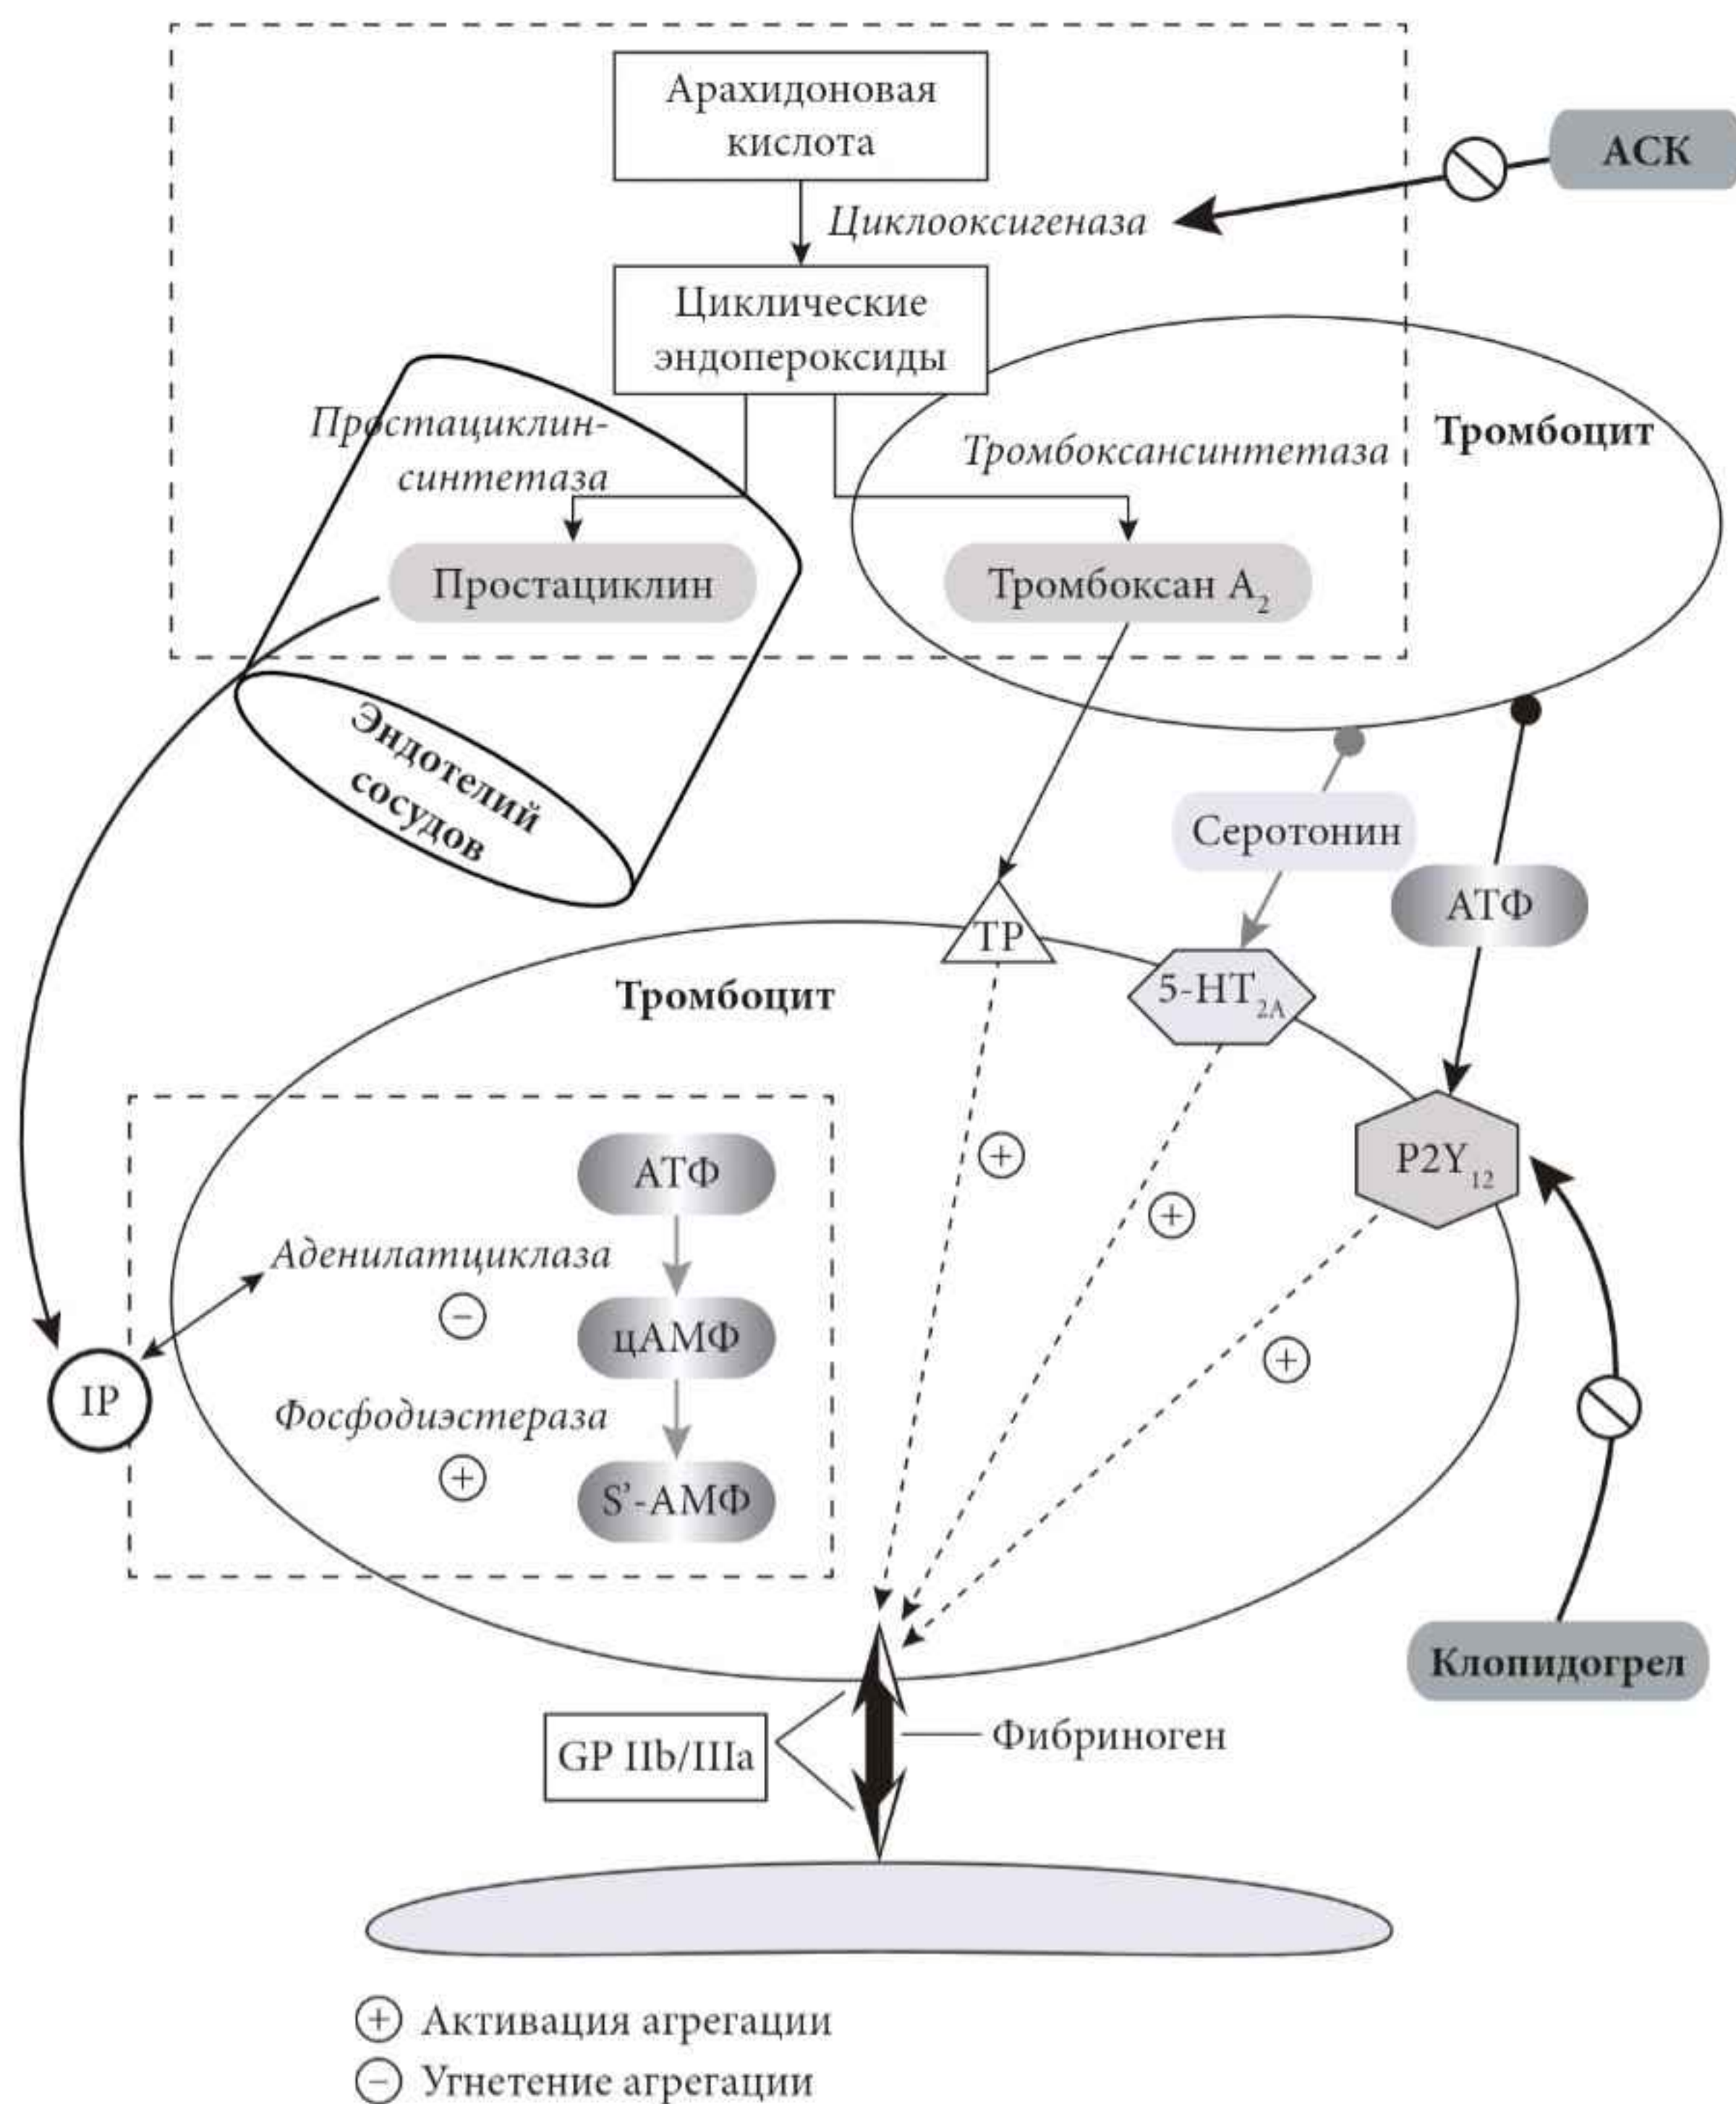 Арахидоновая
кислота
АСК
Циклооксигеназа
Циклические
эндопероксиды
Простациклин-
синтетаза
Тромбоксансинтетаза
Тромбоцит
Простациклин
Тромбоксан A₂
Эндотелий
сосудов
Серотонин
АТФ
TP
5-HT₂A
Тромбоцит
P2Y₁₂
АТФ
Аденилатциклаза
−
цАМФ
IP
Фосфодиэстераза
+
S’-АМФ
+
+
+
Клопидогрел
GP IIb/IIIa
Фибриноген
+ Активация агрегации
− Угнетение агрегации